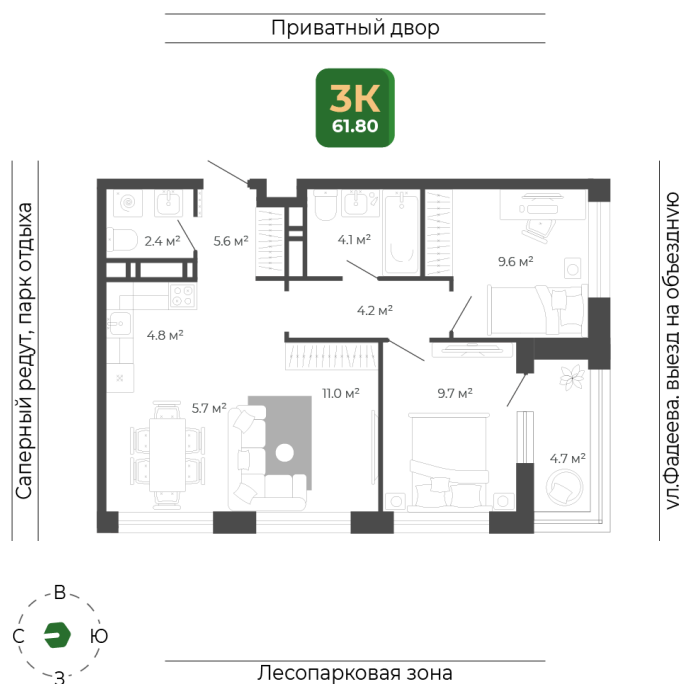 Приватный двор
3К
61.80
Саперный редут, парк отдыха
ул.Фадеева, выезд на объездную
2.4 м²
5.6 м²
4.1 м²
9.6 м²
4.2 м²
4.8 м²
5.7 м²
11.0 м²
9.7 м²
4.7 м²
В
С
Ю
З
Лесопарковая зона